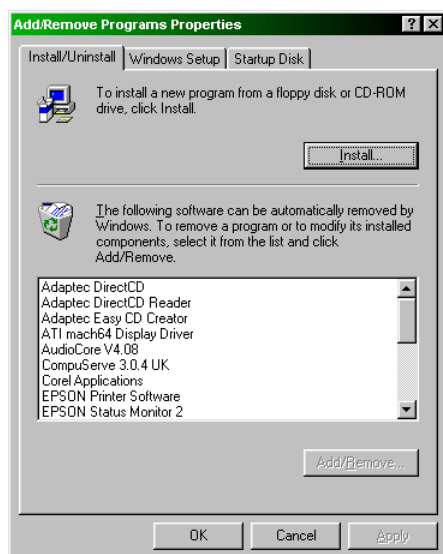 Add/Remove Programs Properties
Install/Uninstall Windows Setup Startup Disk
To install a new program from a floppy disk or CD-ROM
drive, click Install.
Install...
The following software can be automatically removed by
Windows. To remove a program or to modify its installed
components, select it from the list and click
Add/Remove.
Adaptec DirectCD
Adaptec DirectCD Reader
Adaptec Easy CD Creator
ATI mach64 Display Driver
AudioCore V4.08
CompuServe 3.0.4 UK
Corel Applications
EPSON Printer Software
EPSON Status Monitor 2
Add/Remove...
OK Cancel Apply